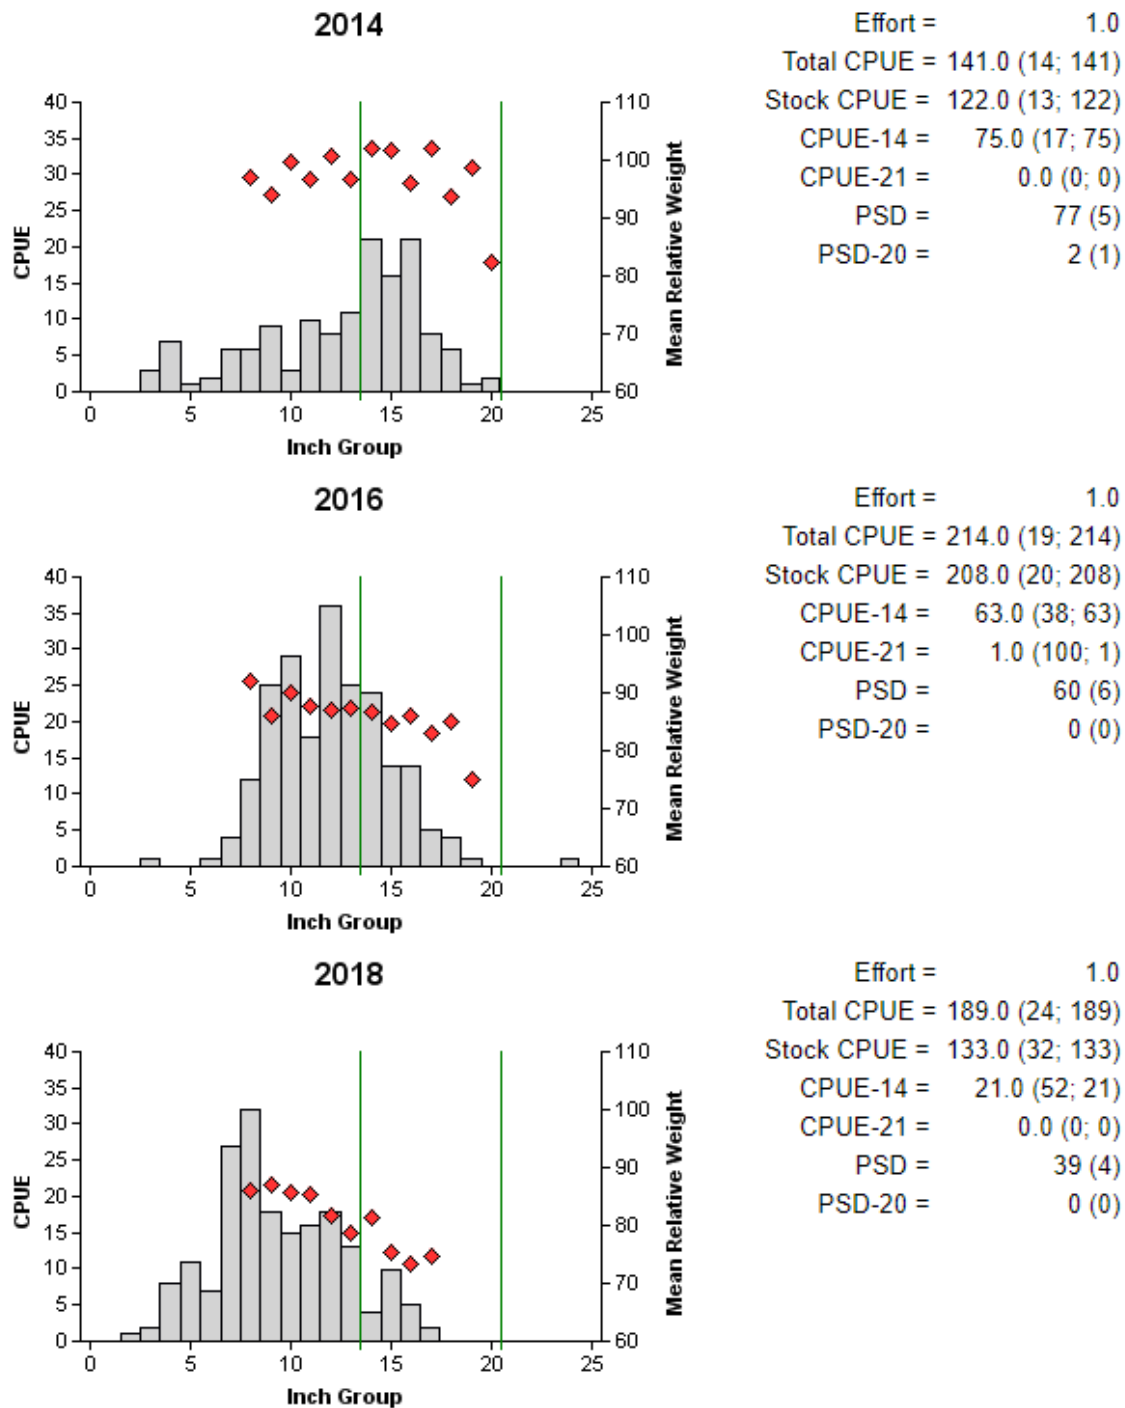 2014
Effort = 1.0
Total CPUE = 141.0 (14; 141)
Stock CPUE = 122.0 (13; 122)
CPUE-14 = 75.0 (17; 75)
CPUE-21 = 0.0 (0; 0)
PSD = 77 (5)
PSD-20 = 2 (1)
40
35
30
25
20
15
10
5
0
CPUE
110
100
90
80
70
60
Mean Relative Weight
0 5 10 15 20 25
Inch Group
2016
Effort = 1.0
Total CPUE = 214.0 (19; 214)
Stock CPUE = 208.0 (20; 208)
CPUE-14 = 63.0 (38; 63)
CPUE-21 = 1.0 (100; 1)
PSD = 60 (6)
PSD-20 = 0 (0)
40
35
30
25
20
15
10
5
0
CPUE
110
100
90
80
70
60
Mean Relative Weight
0 5 10 15 20 25
Inch Group
2018
Effort = 1.0
Total CPUE = 189.0 (24; 189)
Stock CPUE = 133.0 (32; 133)
CPUE-14 = 21.0 (52; 21)
CPUE-21 = 0.0 (0; 0)
PSD = 39 (4)
PSD-20 = 0 (0)
40
35
30
25
20
15
10
5
0
CPUE
110
100
90
80
70
60
Mean Relative Weight
0 5 10 15 20 25
Inch Group